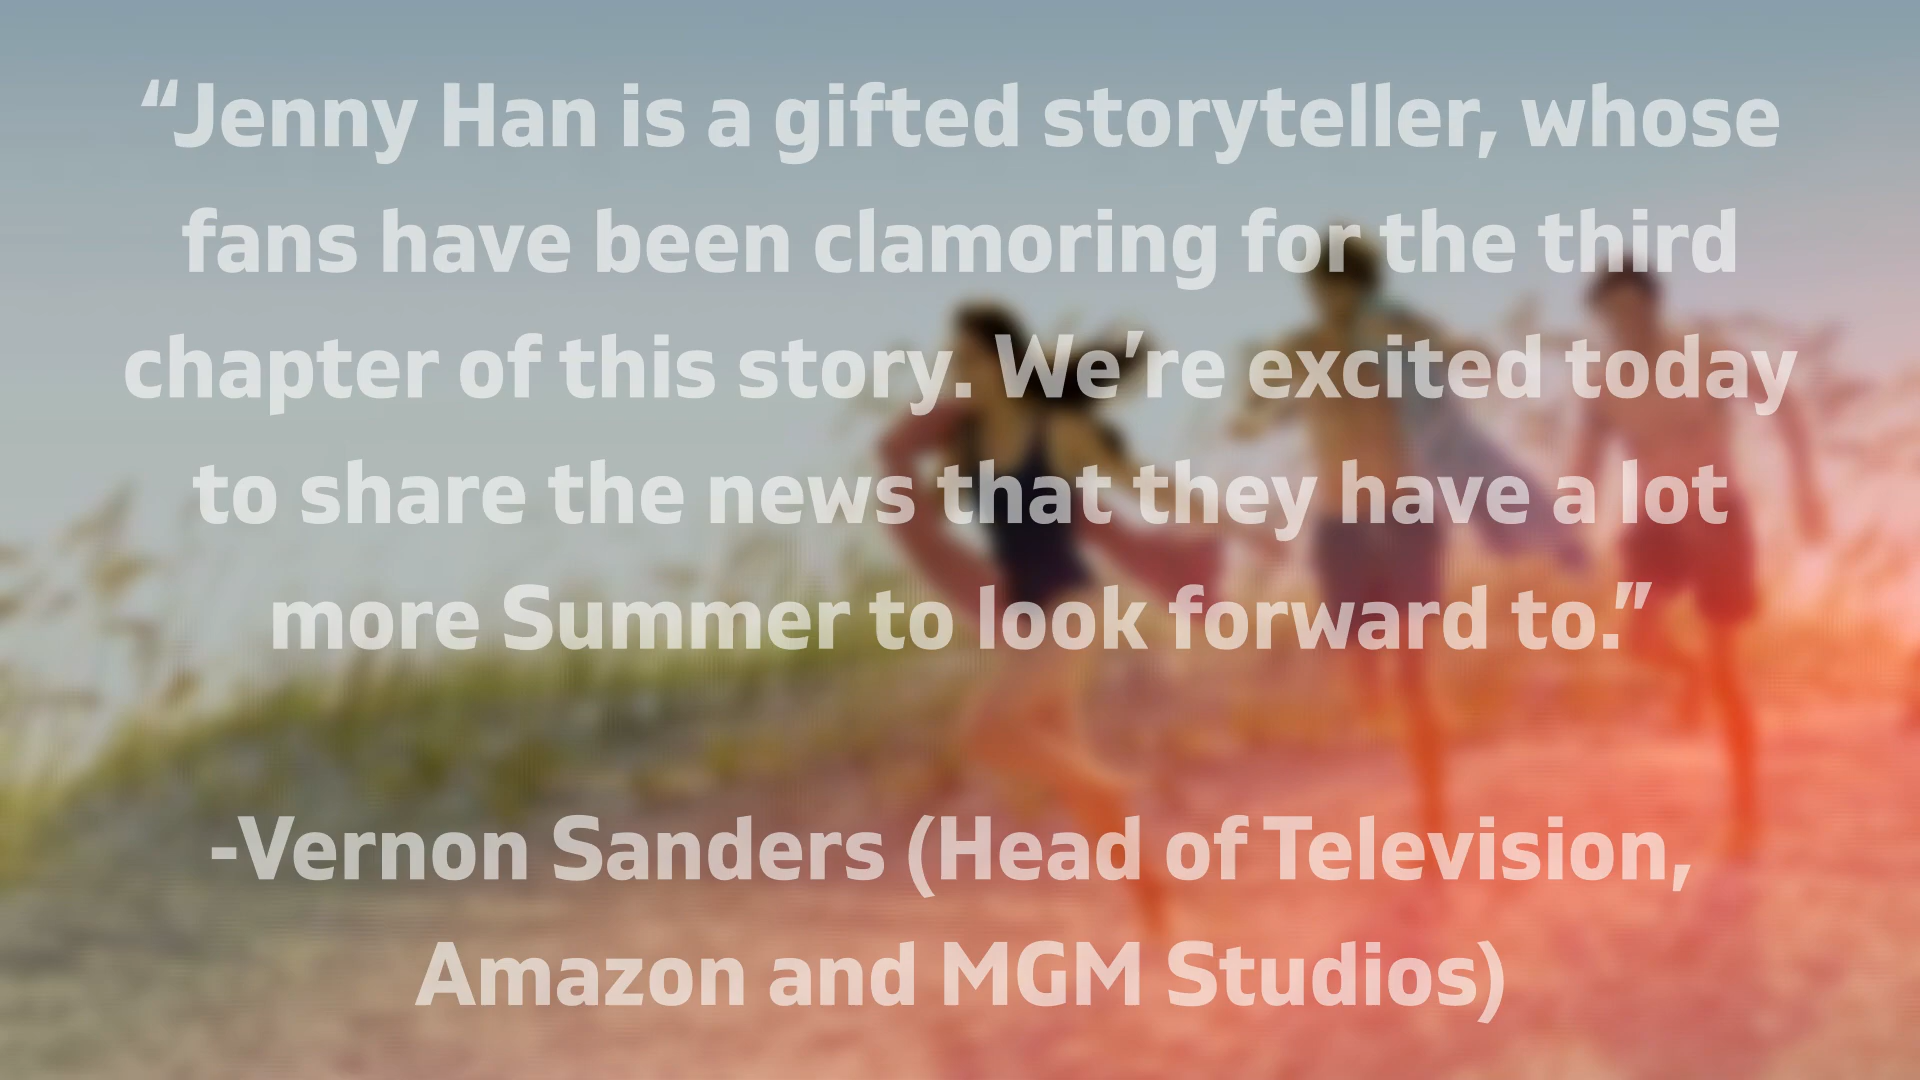 “Jenny Han is a gifted storyteller, whose
fans have been clamoring for the third
chapter of this story. We’re excited today
to share the news that they have a lot
more Summer to look forward to.”
-Vernon Sanders (Head of Television,
Amazon and MGM Studios)